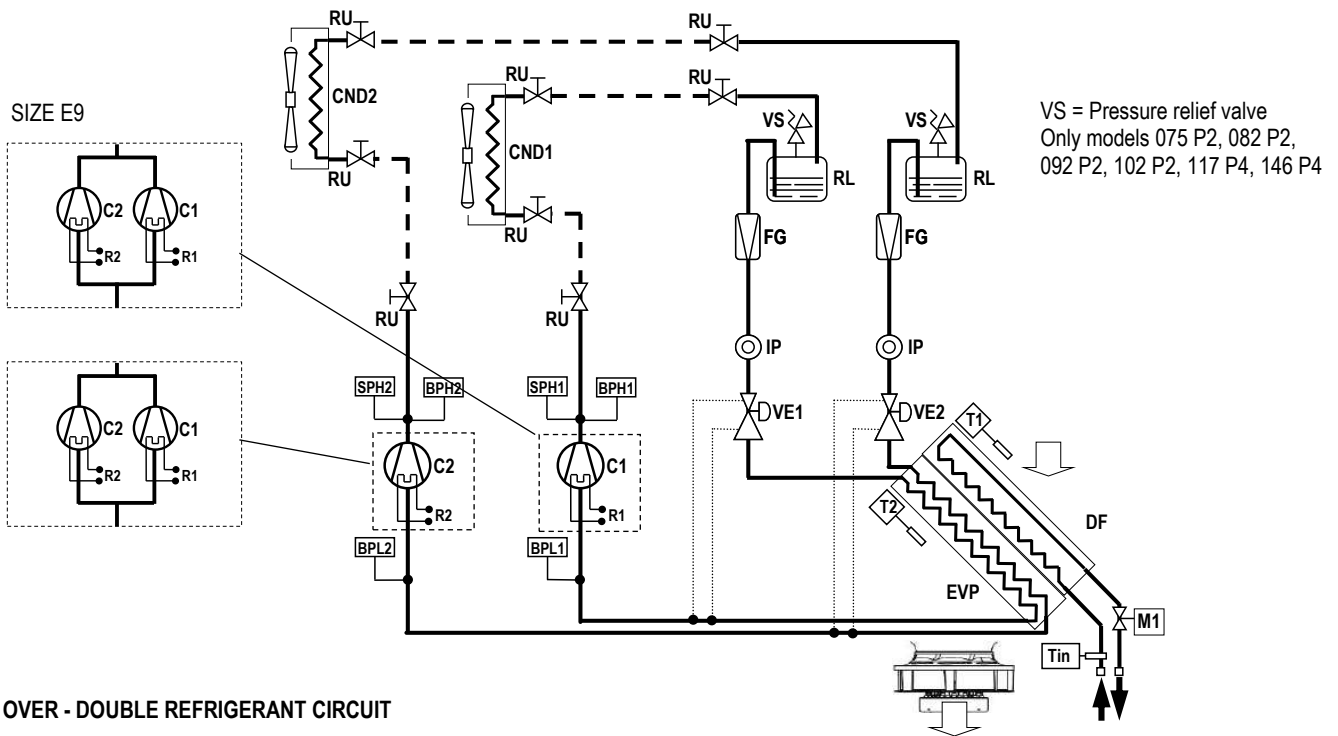 RU
RU
CND2
RU
RU
RU
CND1
RU
SIZE E9
C2
C1
R2
R1
VS
VS
RL
RL
VS = Pressure relief valve
Only models 075 P2, 082 P2,
092 P2, 102 P2, 117 P4, 146 P4
FG
FG
RU
RU
IP
IP
C2
C1
R2
R1
SPH2
BPH2
SPH1
BPH1
VE1
VE2
C2
R2
C1
R1
T1
T2
DF
BPL2
BPL1
EVP
M1
Tin
OVER - DOUBLE REFRIGERANT CIRCUIT